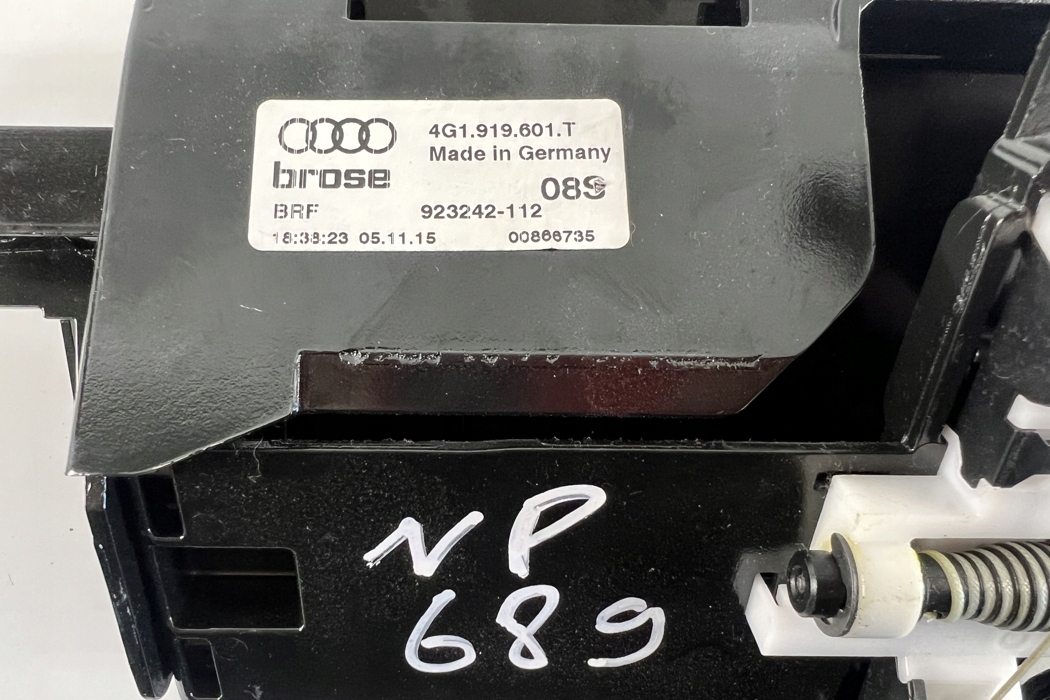 4G1.919.601.T
Made in Germany
brose 089
BRF 923242-112
18:38:23 05.11.15 00866735
NP
689